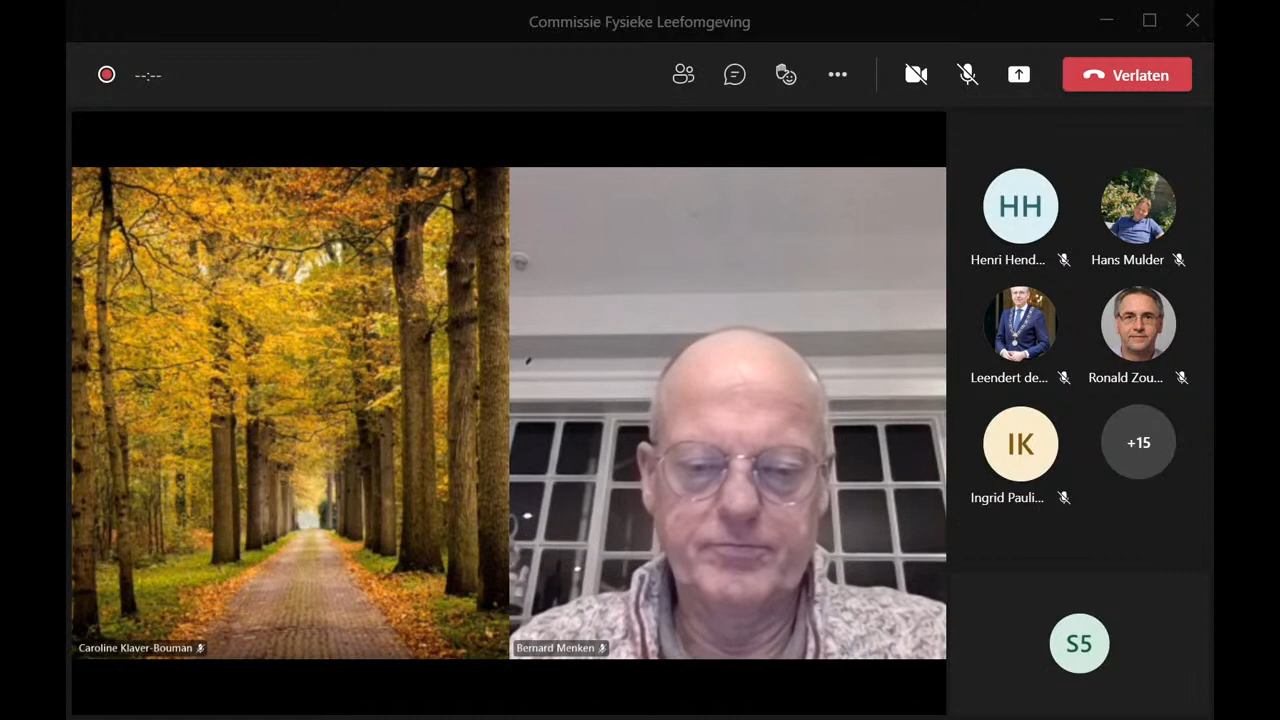 Commissie Fysieke Leefomgeving
--:--
Verlaten
HH
Henri Hend...
Hans Mulder
Leendert de...
Ronald Zou...
IK
+15
Ingrid Pauli...
Caroline Klaver-Bouman
Bernard Menken
S5